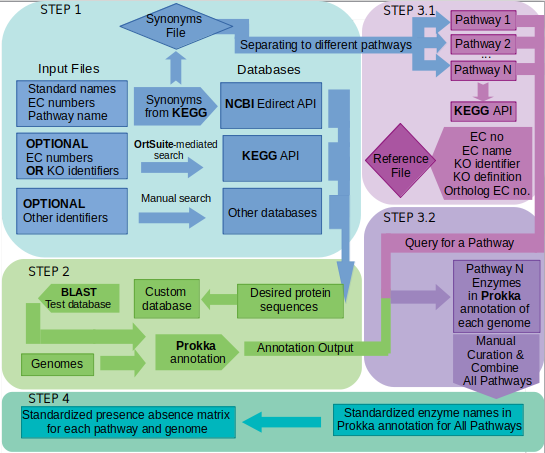 STEP 1
Synonyms
File
Separating to different pathways
Input Files
Databases
Standard names
EC numbers
Pathway name
Synonyms
from KEGG
NCBI Edirect API
OPTIONAL
EC numbers
OR KO identifiers
OrtSuite-mediated
search
KEGG API
OPTIONAL
Other identifiers
Manual search
Other databases
STEP 3.1
Pathway 1
Pathway 2
...
Pathway N
KEGG API
Reference
File
EC no
EC name
KO identifier
KO definition
Ortholog EC no.
STEP 3.2
Query for a Pathway
Pathway N
Enzymes
in Prokka
annotation of
each genome
Manual
Curation &
Combine
All Pathways
STEP 2
BLAST
Test database
Custom
database
Desired protein
sequences
Genomes
Prokka
annotation
Annotation Output
STEP 4
Standardized presence absence matrix
for each pathway and genome
Standardized enzyme names in
Prokka annotation for All Pathways